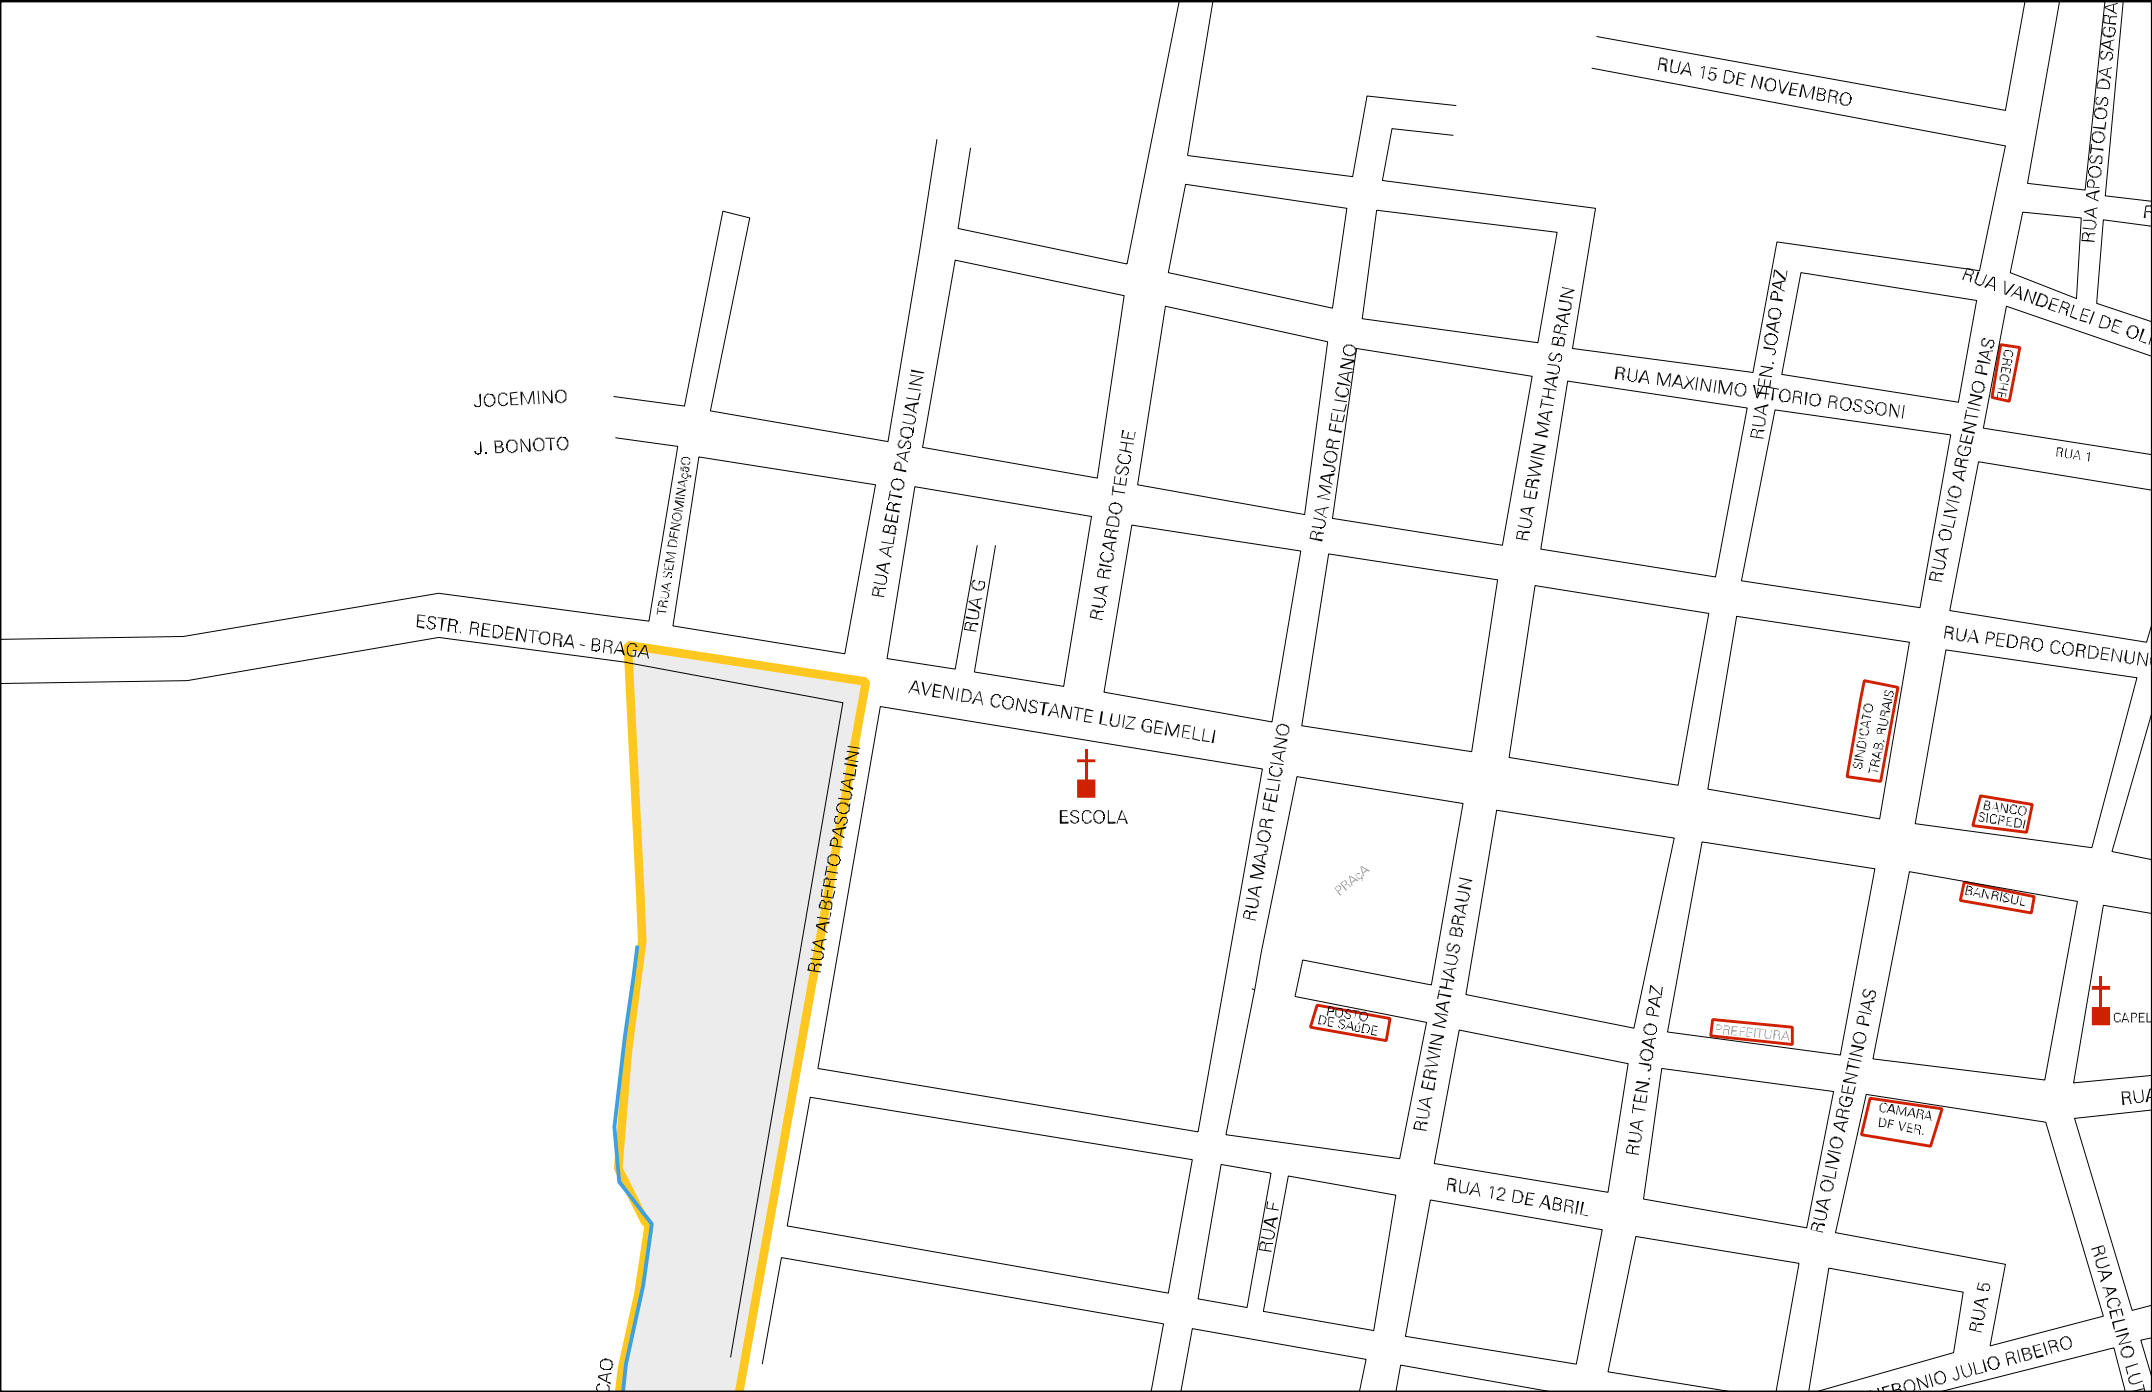 RUA 15 DE NOVEMBRO
RUA APOSTOLOS DA SAGRA
RUA VANDERLEI DE OLI
RUA TEN. JOAO PAZ
RUA ERWIN MATHAUS BRAUN
RUA MAXINIMO VITORIO ROSSONI
RUA OLIVIO ARGENTINO PIAS
CRECHE
RUA 1
RUA MAJOR FELICIANO
RUA ALBERTO PASQUALINI
RUA RICARDO TESCHE
JOCEMINO
J. BONOTO
TRUA SEM DENOMINAçãO
RUA G
ESTR. REDENTORA - BRAGA
AVENIDA CONSTANTE LUIZ GEMELLI
RUA PEDRO CORDENUN
SINDICATO
TRAB. RURAIS
ESCOLA
RUA ALBERTO PASQUALINI
RUA MAJOR FELICIANO
PRAçA
BANCO
SICREDI
BANRISUL
RUA ERWIN MATHAUS BRAUN
POSTO
DE SAúDE
RUA TEN. JOAO PAZ
PREFEITURA
RUA OLIVIO ARGENTINO PIAS
CAPEL
CAMARA
DE VER.
RUA
RUA 12 DE ABRIL
RUA F
RUA 5
RUA ACELINO LU
FRONIO JULIO RIBEIRO
CAO